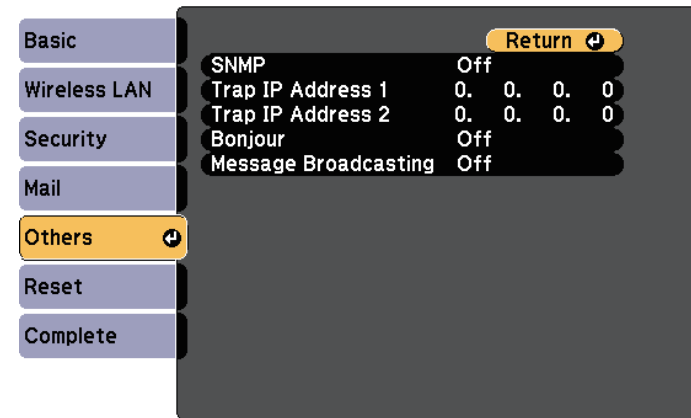 Basic
Wireless LAN
Security
Mail
Others
Reset
Complete
Return
SNMP Off
Trap IP Address 1 0. 0. 0. 0
Trap IP Address 2 0. 0. 0. 0
Bonjour Off
Message Broadcasting Off